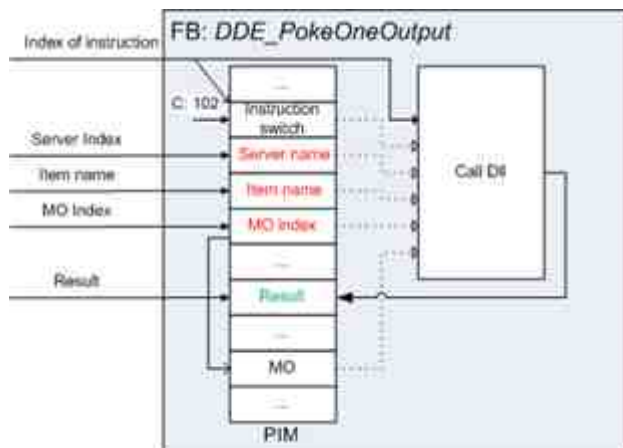 FB: DDE_PokeOneOutput
Index of instruction
...
C: 102
Instruction
switch
Server Index
Server name
Call Dll
Item name
Item name
MO Index
MO Index
...
Result
Result
...
MO
...
PIM